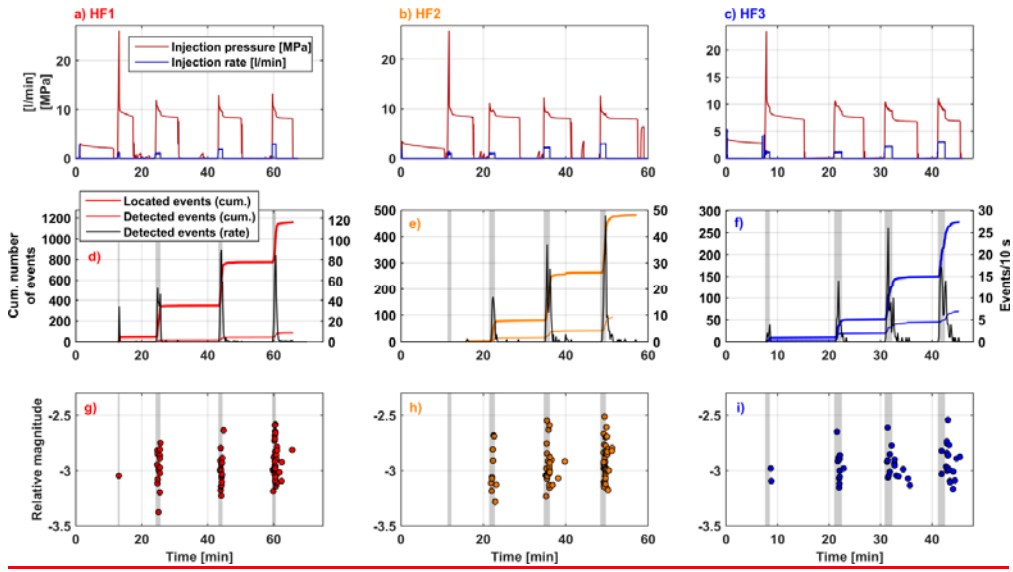 a) HF1
b) HF2
c) HF3
Injection pressure [MPa]
Injection rate [l/min]
[l/min]
[MPa]
20
10
0
0 20 40 60
20
10
0
0 10 20 30 40 50 60
20
15
10
5
0
0 10 20 30 40
Located events (cum.)
Detected events (cum.)
Detected events (rate)
Cum. number
of events
d)
1200
1000
800
600
400
200
0
120
100
80
60
40
20
0
e)
500
400
300
200
100
0
50
40
30
20
10
0
f)
300
250
200
150
100
50
0
30
25
20
15
10
5
0
Events/10 s
20 40 60
20 40 60
10 20 30 40
g)
h)
i)
Relative magnitude
-2.5
-3
-3.5
-2.5
-3
-3.5
-2.5
-3
-3.5
0 20 40 60
0 20 40 60
0 10 20 30 40
Time [min]
Time [min]
Time [min]